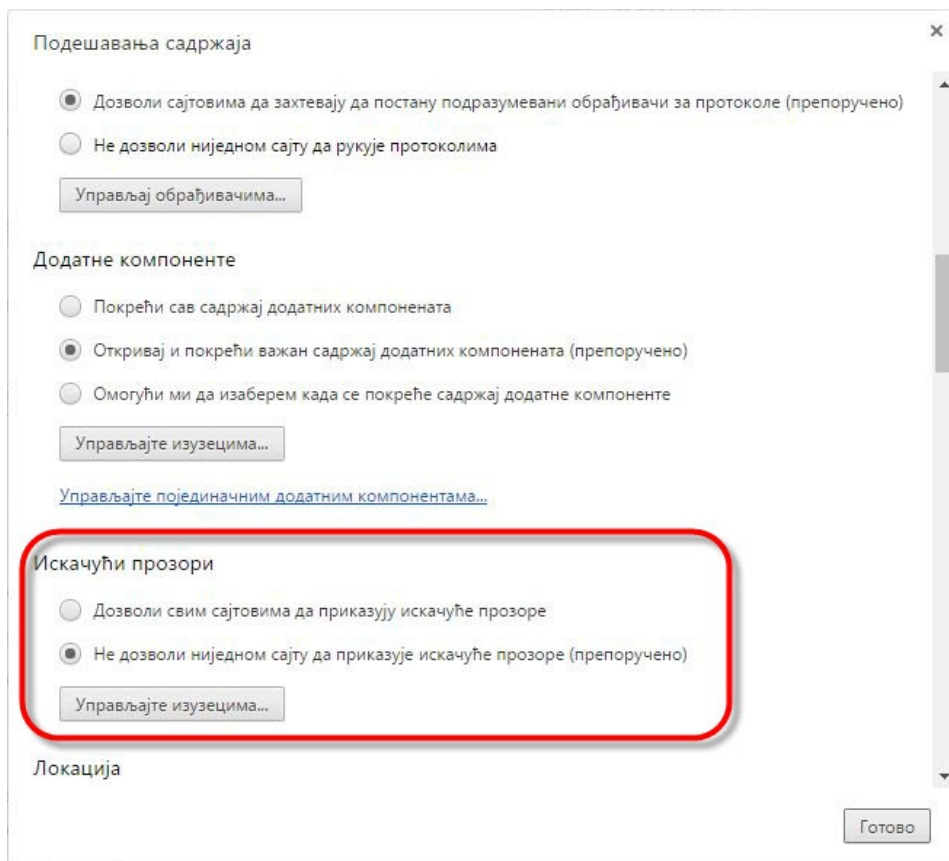 Подешавања садржаја
Дозволи сајтовима да захтевају да постану подразумевани обрађивачи за протоколе (препоручено)
Не дозволи ниједном сајту да рукује протоколима
Управљај обрађивачима...
Додатне компоненте
Покрећи сав садржај додатних компонената
Откривај и покрећи важан садржај додатних компонената (препоручено)
Омогући ми да изаберем када се покреће садржај додатне компоненте
Управљајте изузецима...
Управљајте појединачним додатним компонентама...
Искачући прозори
Дозволи свим сајтовима да приказују искачуће прозоре
Не дозволи ниједном сајту да приказује искачуће прозоре (препоручено)
Управљајте изузецима...
Локација
Готово